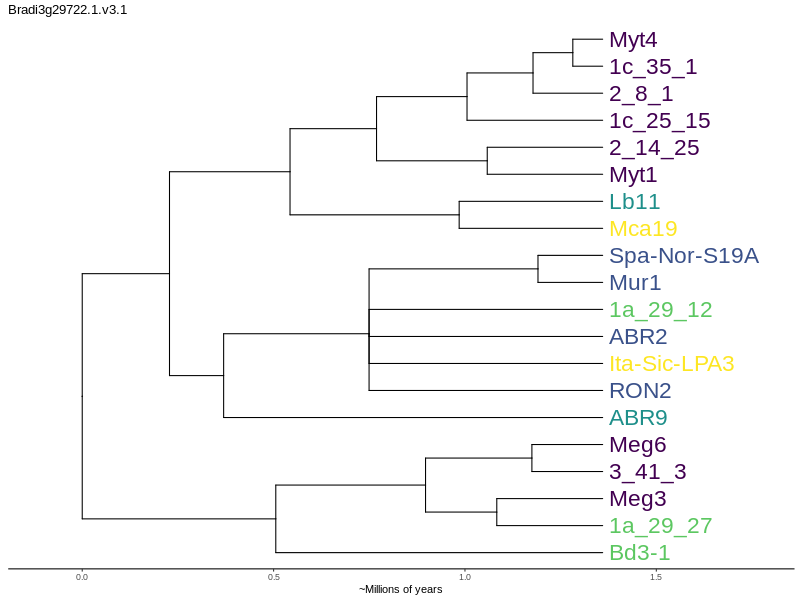 Bradi3g29722.1.v3.1
Myt4
1c_35_1
2_8_1
1c_25_15
2_14_25
Myt1
Lb11
Mca19
Spa-Nor-S19A
Mur1
1a_29_12
ABR2
Ita-Sic-LPA3
RON2
ABR9
Meg6
3_41_3
Meg3
1a_29_27
Bd3-1
0.0 0.5 1.0 1.5
~Millions of years